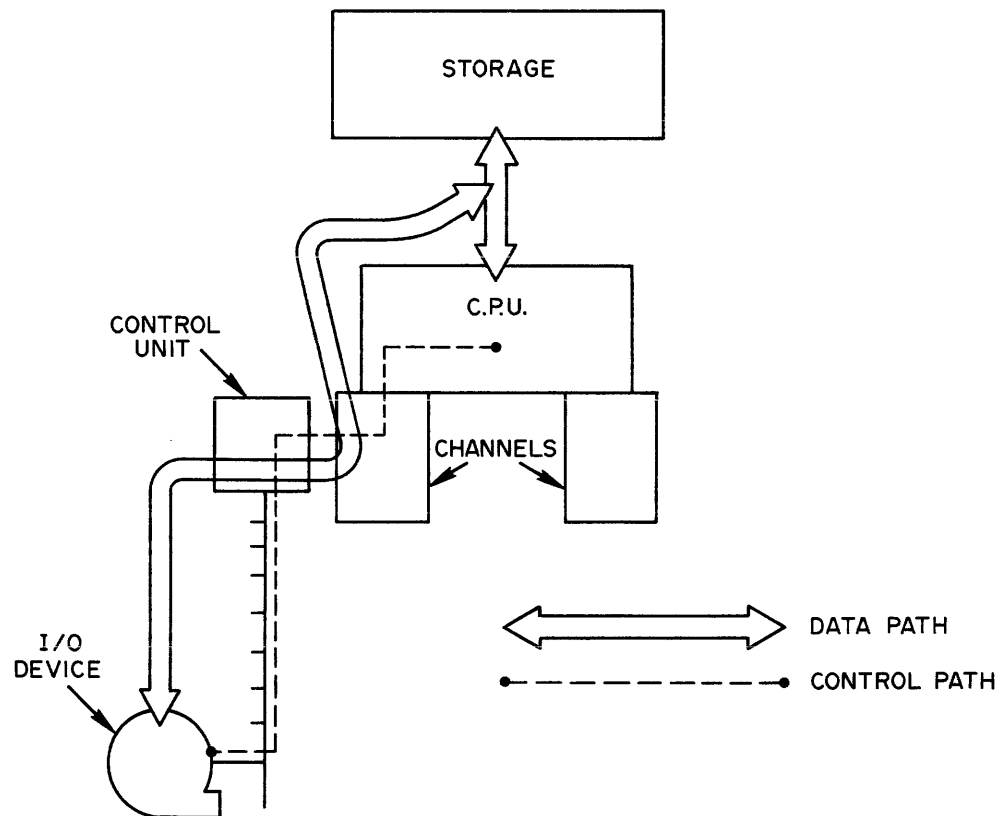 STORAGE
C.P.U.
CONTROL
UNIT
CHANNELS
I/O
DEVICE
DATA PATH
CONTROL PATH